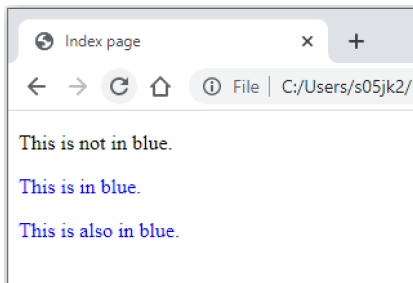 Index page
File | C:/Users/s05jk2/
This is not in blue.
This is in blue.
This is also in blue.